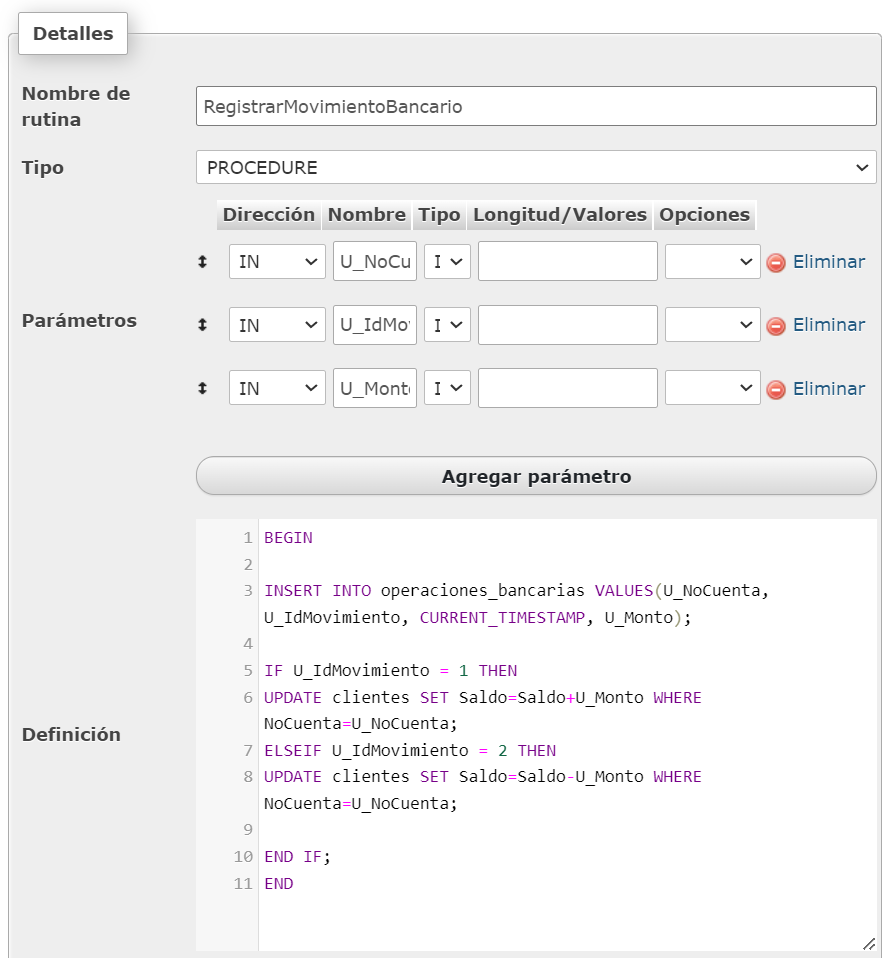 Detalles
Nombre de
rutina
RegistrarMovimientoBancario
Tipo
PROCEDURE
Dirección Nombre Tipo Longitud/Valores Opciones
IN U_NoCu I Eliminar
Parámetros
IN U_IdMo I Eliminar
IN U_Mont I Eliminar
Agregar parámetro
1 BEGIN
2
3 INSERT INTO operaciones_bancarias VALUES(U_NoCuenta,
U_IdMovimiento, CURRENT_TIMESTAMP, U_Monto);
4
5 IF U_IdMovimiento = 1 THEN
6 UPDATE clientes SET Saldo=Saldo+U_Monto WHERE
NoCuenta=U_NoCuenta;
Definición
7 ELSEIF U_IdMovimiento = 2 THEN
8 UPDATE clientes SET Saldo=Saldo-U_Monto WHERE
NoCuenta=U_NoCuenta;
9
10 END IF;
11 END